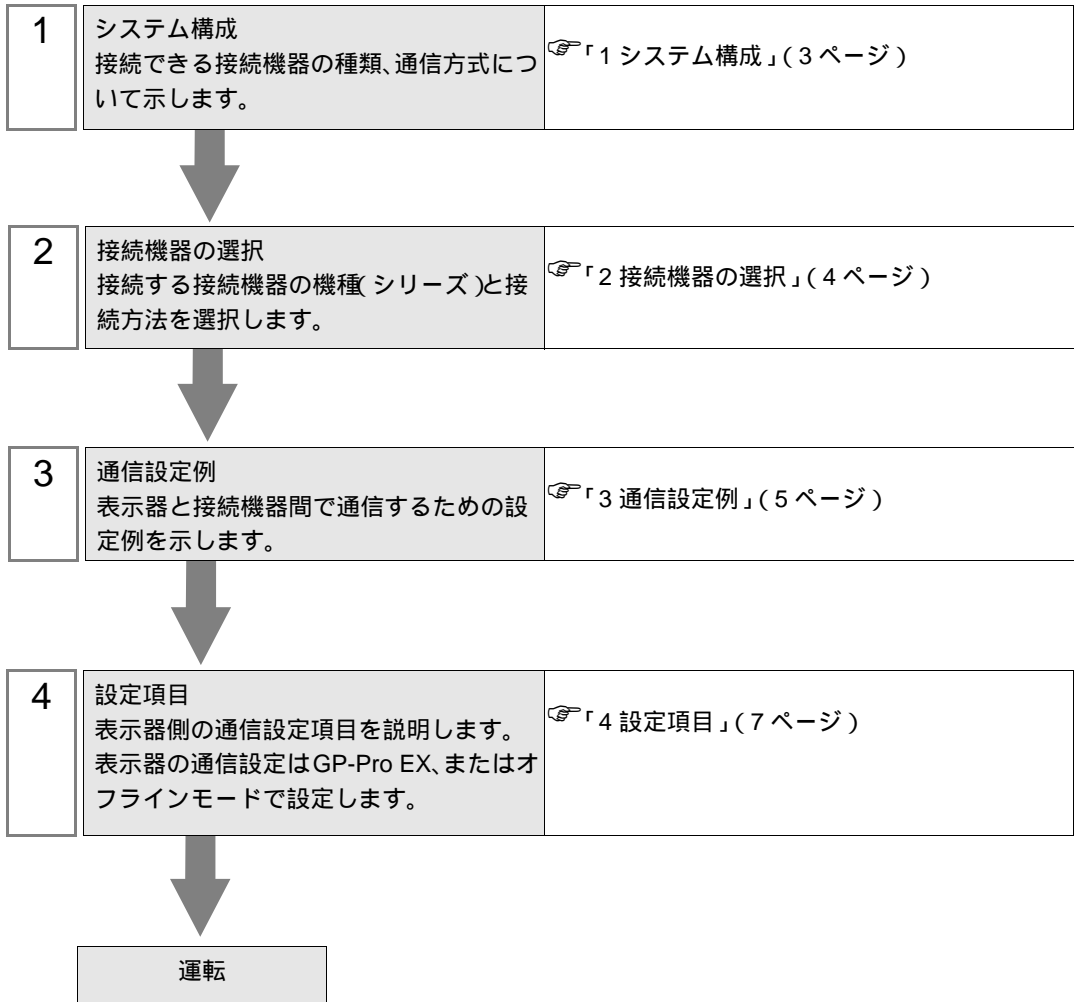 1
システム構成
接続できる接続機器の種類、通信方式につ
いて示します。
☞「1 システム構成」(3 ページ)
2
接続機器の選択
接続する接続機器の機種(シリーズ)と接
続方法を選択します。
☞「2 接続機器の選択」(4 ページ)
3
通信設定例
表示器と接続機器間で通信するための設
定例を示します。
☞「3 通信設定例」(5 ページ)
4
設定項目
表示器側の通信設定項目を説明します。
表示器の通信設定はGP-Pro EX、またはオ
フラインモードで設定します。
☞「4 設定項目」(7 ページ)
運転